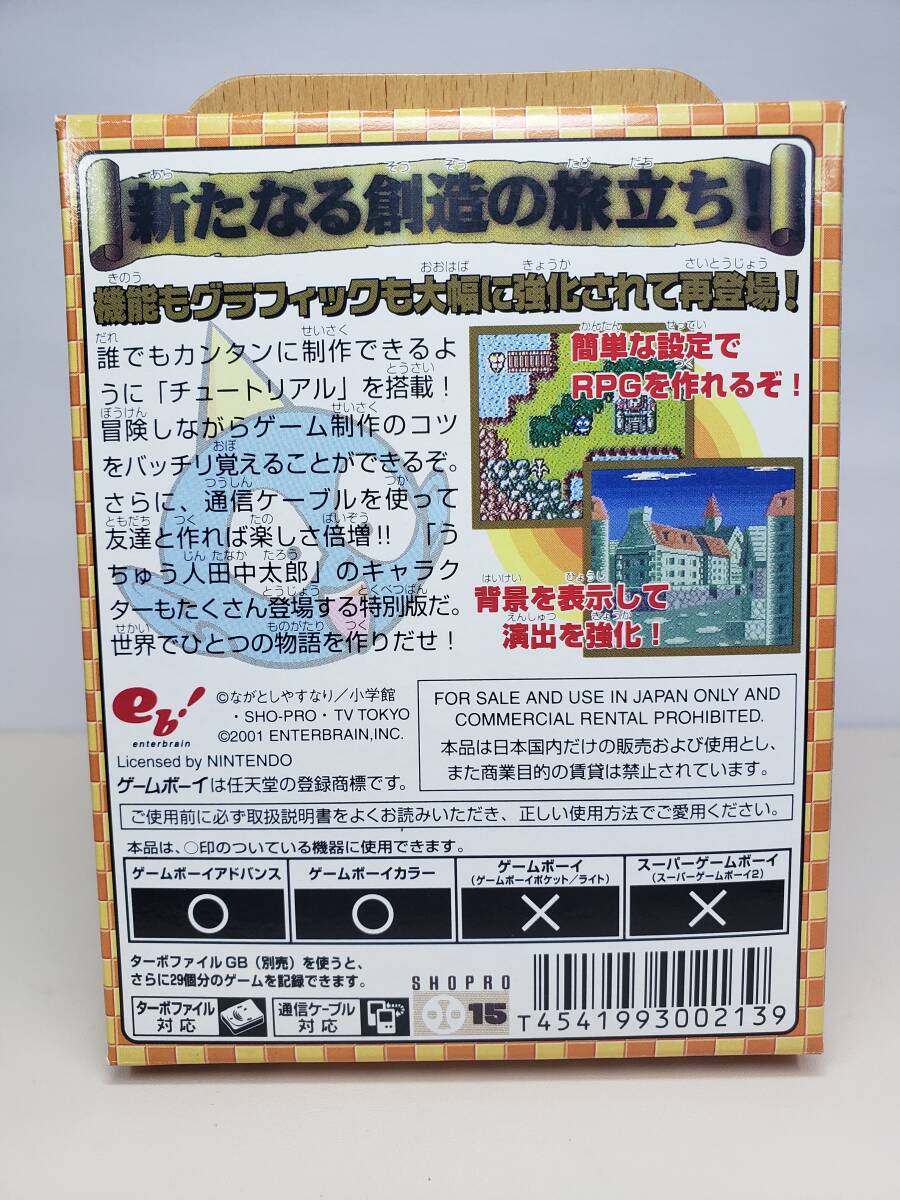 新たなる創造の旅立ち！
機能もグラフィックも大幅に強化されて再登場！
誰でもカンタンに制作できるよ
うに「チュートリアル」を搭載！
冒険しながらゲーム制作のコツ
をバッチリ覚えることができるぞ。
さらに、通信ケーブルを使って
友達と作れば楽しさ倍増!! 「う
ちゅう人田中太郎」のキャラク
ターもたくさん登場する特別版だ。
世界でひとつの物語を作りだせ！
簡単な設定で
RPGを作れるぞ！
背景を表示して
演出を強化！
eb!
enterbrain
©ながとしやすなり／小学館
・SHO-PRO・TV TOKYO
©2001 ENTERBRAIN,INC.
Licensed by NINTENDO
ゲームボーイは任天堂の登録商標です。
FOR SALE AND USE IN JAPAN ONLY AND
COMMERCIAL RENTAL PROHIBITED.
本品は日本国内だけの販売および使用とし、
また商業目的の賃貸は禁止されています。
ご使用前に必ず取扱説明書をよくお読みいただき、正しい使用方法でご愛用ください。
本品は、○印のついている機器に使用できます。
ゲームボーイアドバンス
ゲームボーイカラー
ゲームボーイ
(ゲームボーイポケット／ライト)
スーパーゲームボーイ
(スーパーゲームボーイ2)
○
○
×
×
ターボファイルGB（別売）を使うと、
さらに29個分のゲームを記録できます。
ターボファイル
対応
通信ケーブル
対応
SHOPRO
15
T4541993002139